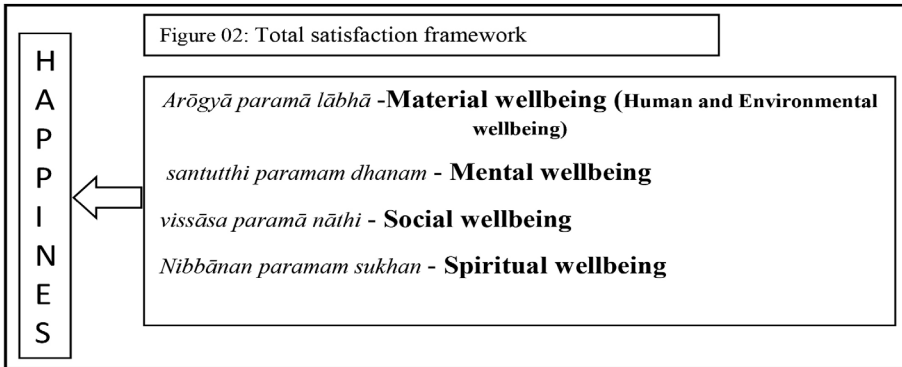 Figure 02: Total satisfaction framework
H
A
P
P
I
N
E
S
Arōgyā paramā lābhā -Material wellbeing (Human and Environmental
wellbeing)
santutthi paramam dhanam - Mental wellbeing
vissāsa paramā nāthi - Social wellbeing
Nibbānan paramam sukhan - Spiritual wellbeing